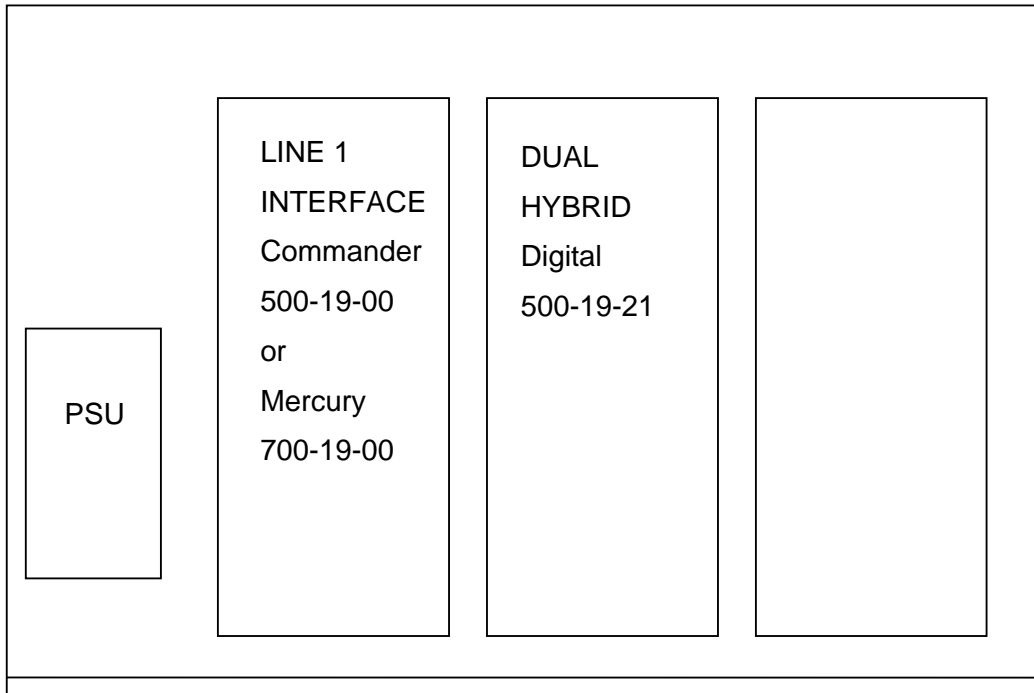 PSU
LINE 1
INTERFACE
Commander
500-19-00
or
Mercury
700-19-00
DUAL
HYBRID
Digital
500-19-21